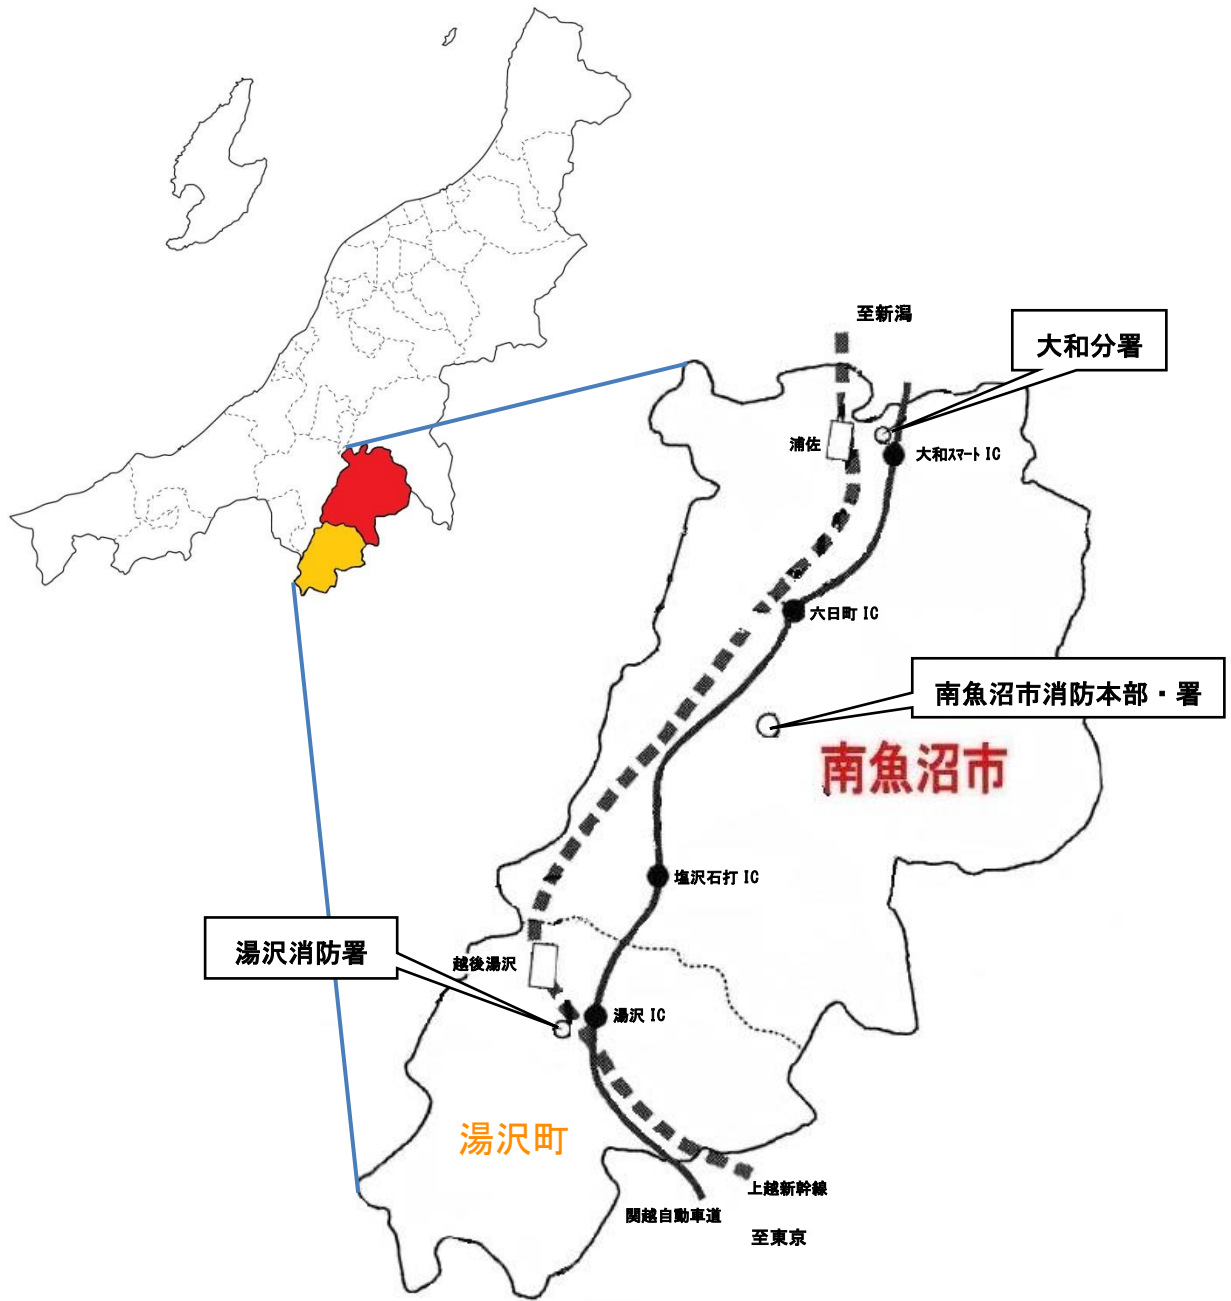 至新潟
大和分署
浦佐
大和スマート IC
六日町 IC
南魚沼市消防本部・署
南魚沼市
塩沢石打 IC
湯沢消防署
越後湯沢
湯沢 IC
湯沢町
上越新幹線
関越自動車道
至東京